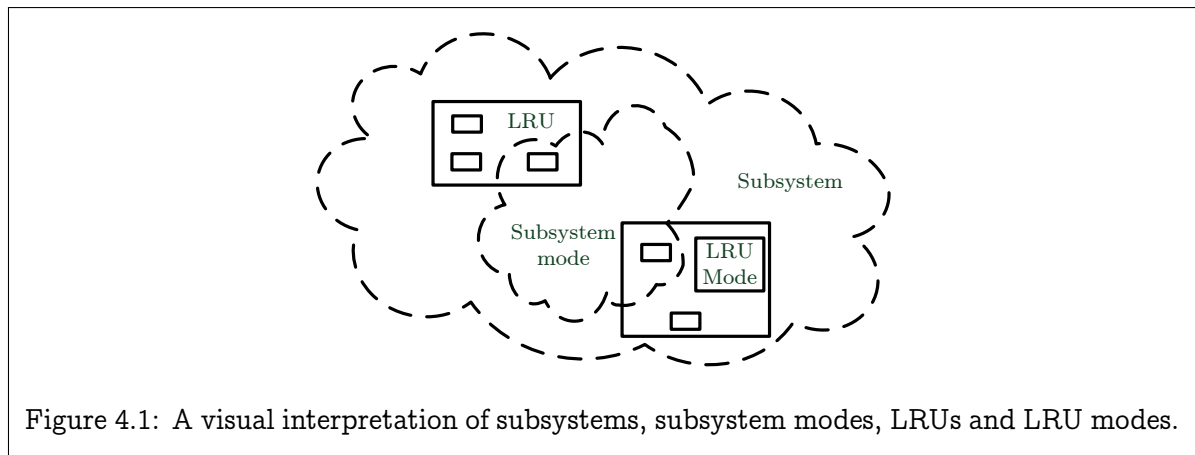 LRU
Subsystem
Subsystem
mode
LRU
Mode
Figure 4.1: A visual interpretation of subsystems, subsystem modes, LRUs and LRU modes.